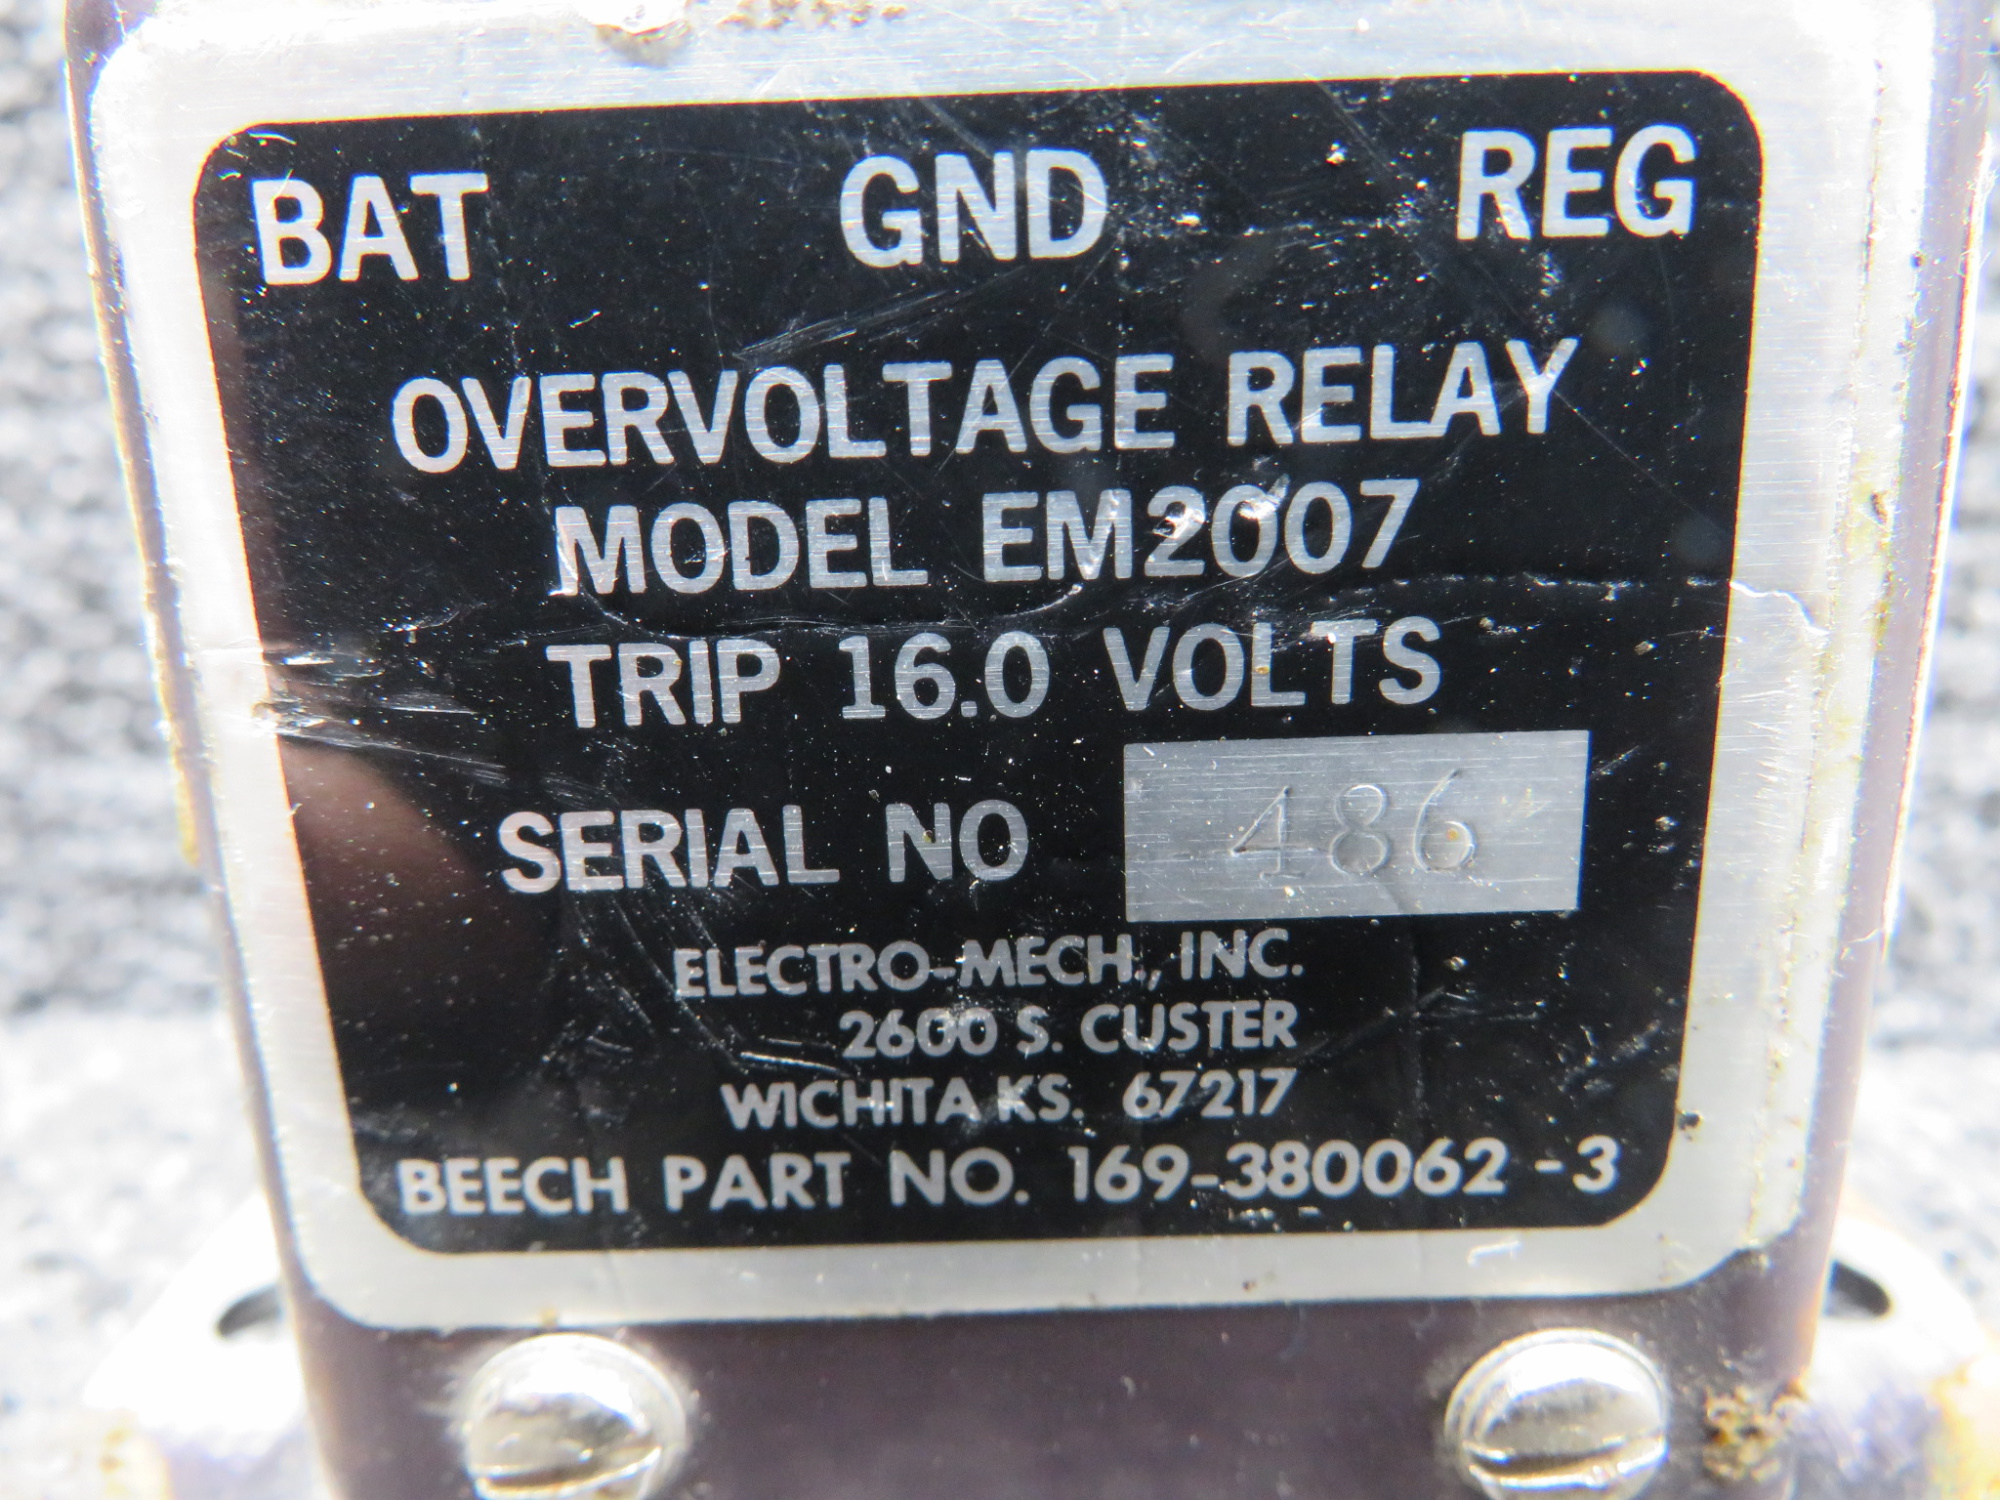 BAT GND REG
OVERVOLTAGE RELAY
MODEL EM2007
TRIP 16.0 VOLTS
SERIAL NO 486
ELECTRO-MECH., INC.
2600 S. CUSTER
WICHITA KS. 67217
BEECH PART NO. 169-380062-3